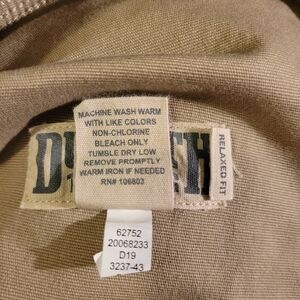 MACHINE WASH WARM
WITH LIKE COLORS
NON-CHLORINE
BLEACH ONLY
TUMBLE DRY LOW
REMOVE PROMPTLY
WARM IRON IF NEEDED
RN# 106803
RELAXED FIT
62752
20068233
D19
3237-43